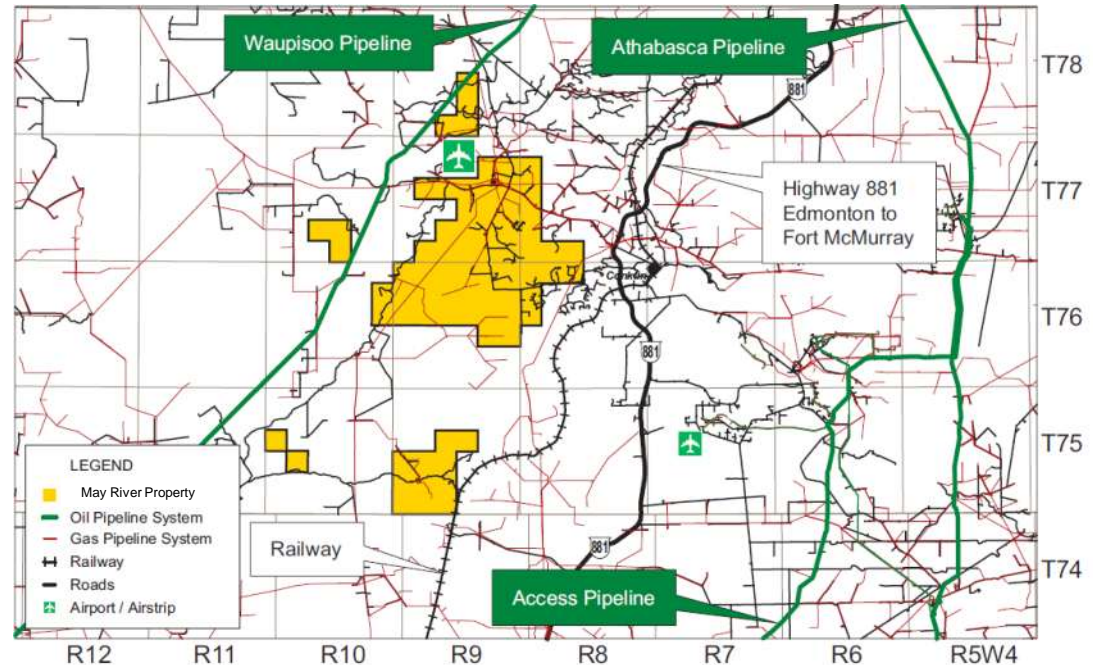 Waupisoo Pipeline
Athabasca Pipeline
T78
881
Highway 881
Edmonton to
Fort McMurray
T77
Conklin
T76
881
T75
LEGEND
May River Property
Oil Pipeline System
Gas Pipeline System
Railway
Roads
Airport / Airstrip
Railway
881
T74
Access Pipeline
R12
R11
R10
R9
R8
R7
R6
R5W4